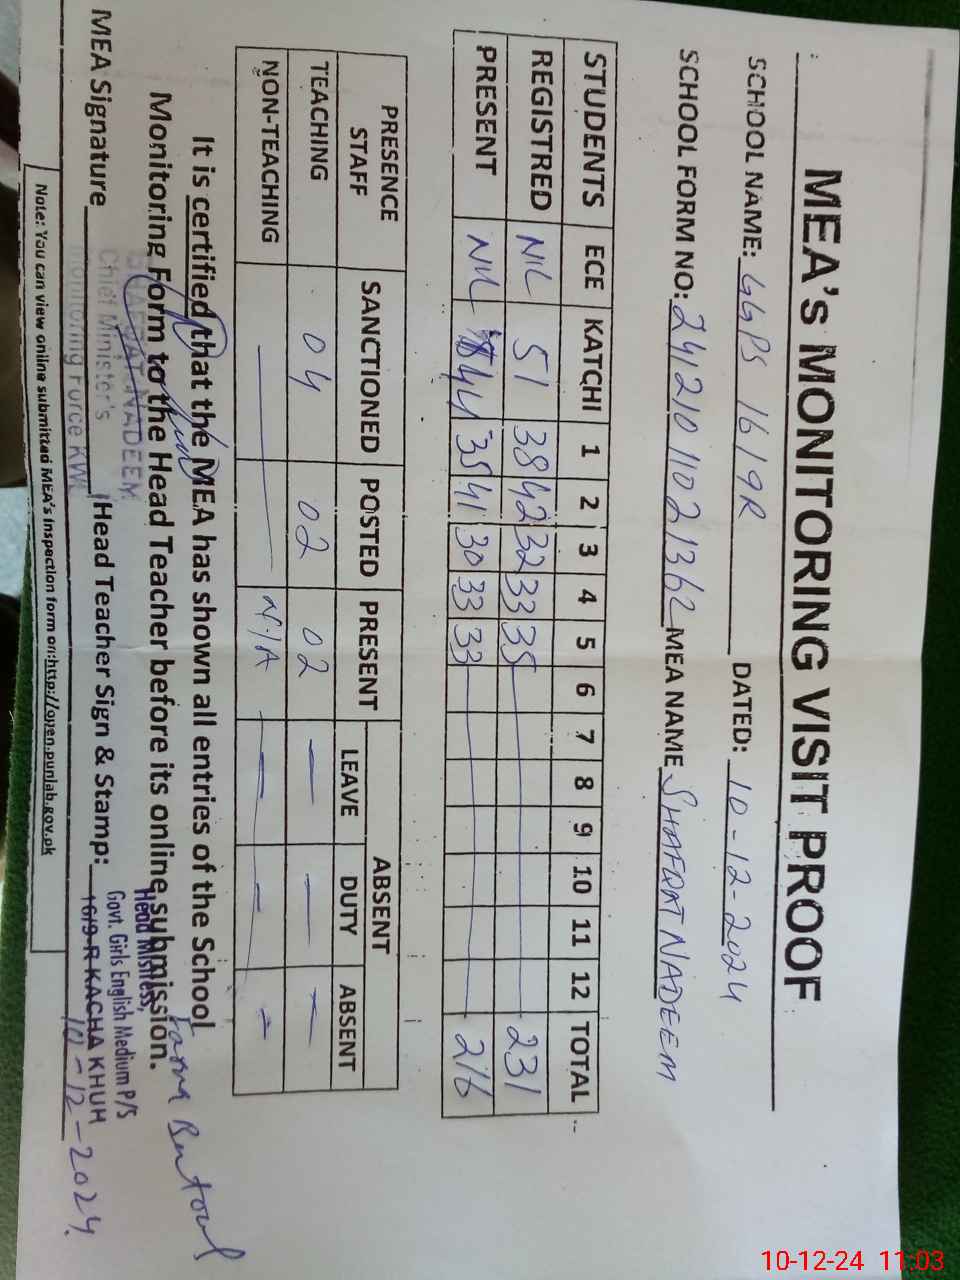 MEA's MONITORING VISIT PROOF
SCHOOL NAME: GGPS 16/9R DATED: 10-12-2024
SCHOOL FORM NO: 24121011021362 MEA NAME SHAFQAT NADEEM
STUDENTS ECE KATCHI 1 2 3 4 5 6 7 8 9 10 11 12 TOTAL
REGISTRED NIL 51 38 42 32 33 35 231
PRESENT NIL 44 35 41 30 33 33 216
PRESENCE STAFF SANCTIONED POSTED PRESENT ABSENT
LEAVE DUTY ABSENT
TEACHING 04 02 02 — — —
NON-TEACHING — — N/A — — —
It is certified that the MEA has shown all entries of the School
Monitoring Form to the Head Teacher before its online submission.
MEA Signature Head Teacher Sign & Stamp:
SHAFQAT NADEEM
Chief Minister's
Monitoring Force KWL
Head Mistress,
Govt. Girls English Medium P/S
16/9-R KACHA KHUH
10-12-2024.
Note: You can view online submitted MEA's Inspection form on:http://open.punjab.gov.pk
10-12-24 11:03